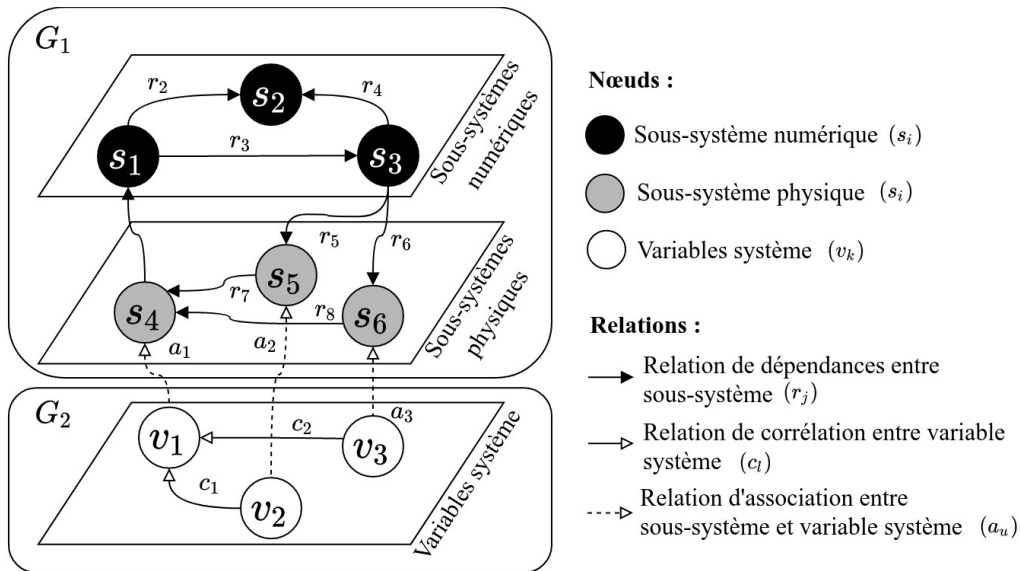 G₁
r₂
s₂
r₄
s₁
r₃
s₃
Sous-systèmes
numériques
r₅
r₆
s₅
r₇
s₄
r₈
s₆
Sous-systèmes
physiques
a₁
a₂
G₂
a₃
v₁
c₂
v₃
c₁
v₂
Variables système
Nœuds :
Sous-système numérique (sᵢ)
Sous-système physique (sᵢ)
Variables système (vₖ)
Relations :
Relation de dépendances entre
sous-système (rⱼ)
Relation de corrélation entre variable
système (cₗ)
Relation d'association entre
sous-système et variable système (aᵤ)